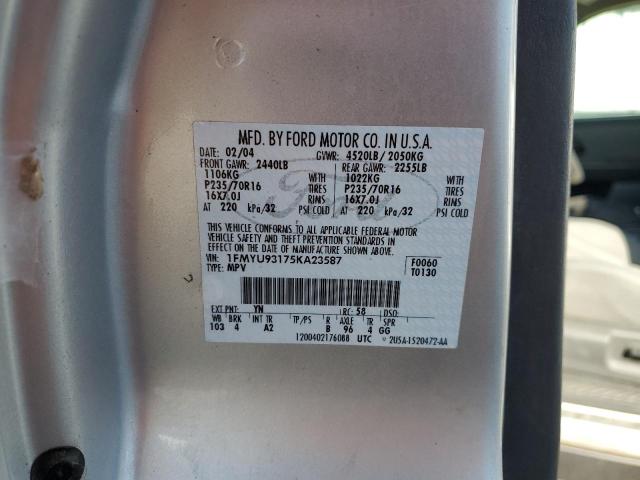 MFD. BY FORD MOTOR CO. IN U.S.A.
DATE: 02/04 GVWR: 4520LB/ 2050KG
FRONT GAWR: 2440LB REAR GAWR: 2255LB
1106KG WITH 1022KG WITH
P235/70R16 TIRES P235/70R16 TIRES
16X7.0J RIMS 16X7.0J RIMS
AT 220 kPa/32 PSI COLD AT 220 kPa/32 PSI COLD
Ford
THIS VEHICLE CONFORMS TO ALL APPLICABLE FEDERAL MOTOR
VEHICLE SAFETY AND BUMPER STANDARDS IN
EFFECT ON THE DATE OF MANUFACTURE SHOWN ABOVE.
VIN: 1FMYU93175KA23587 F0060
TYPE: MPV T0130
EXT PNT: YN RC: 58 DSO:
WB BRK INT TR TP/PS R AXLE TR SPR
103 4 A2 B 96 4 GG
1200402176088 UTC 2U5A-1520472-AA